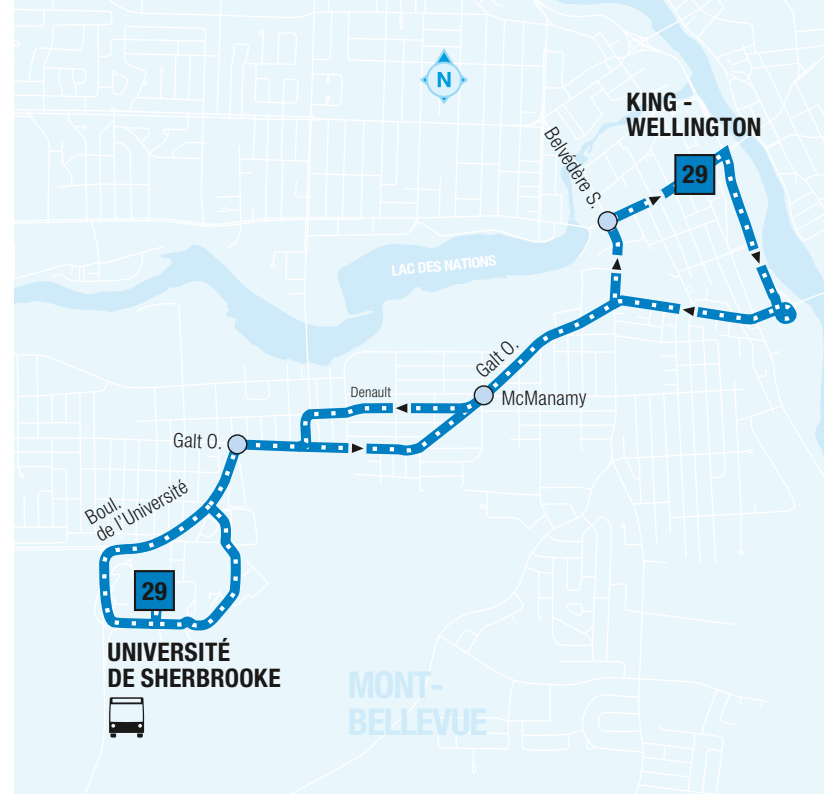 N
KING -
WELLINGTON
29
Belvédère S.
LAC DES NATIONS
Galt O.
Denault
McManamy
Galt O.
Boul.
de l'Université
29
UNIVERSITÉ
DE SHERBROOKE
MONT-
BELLEVUE